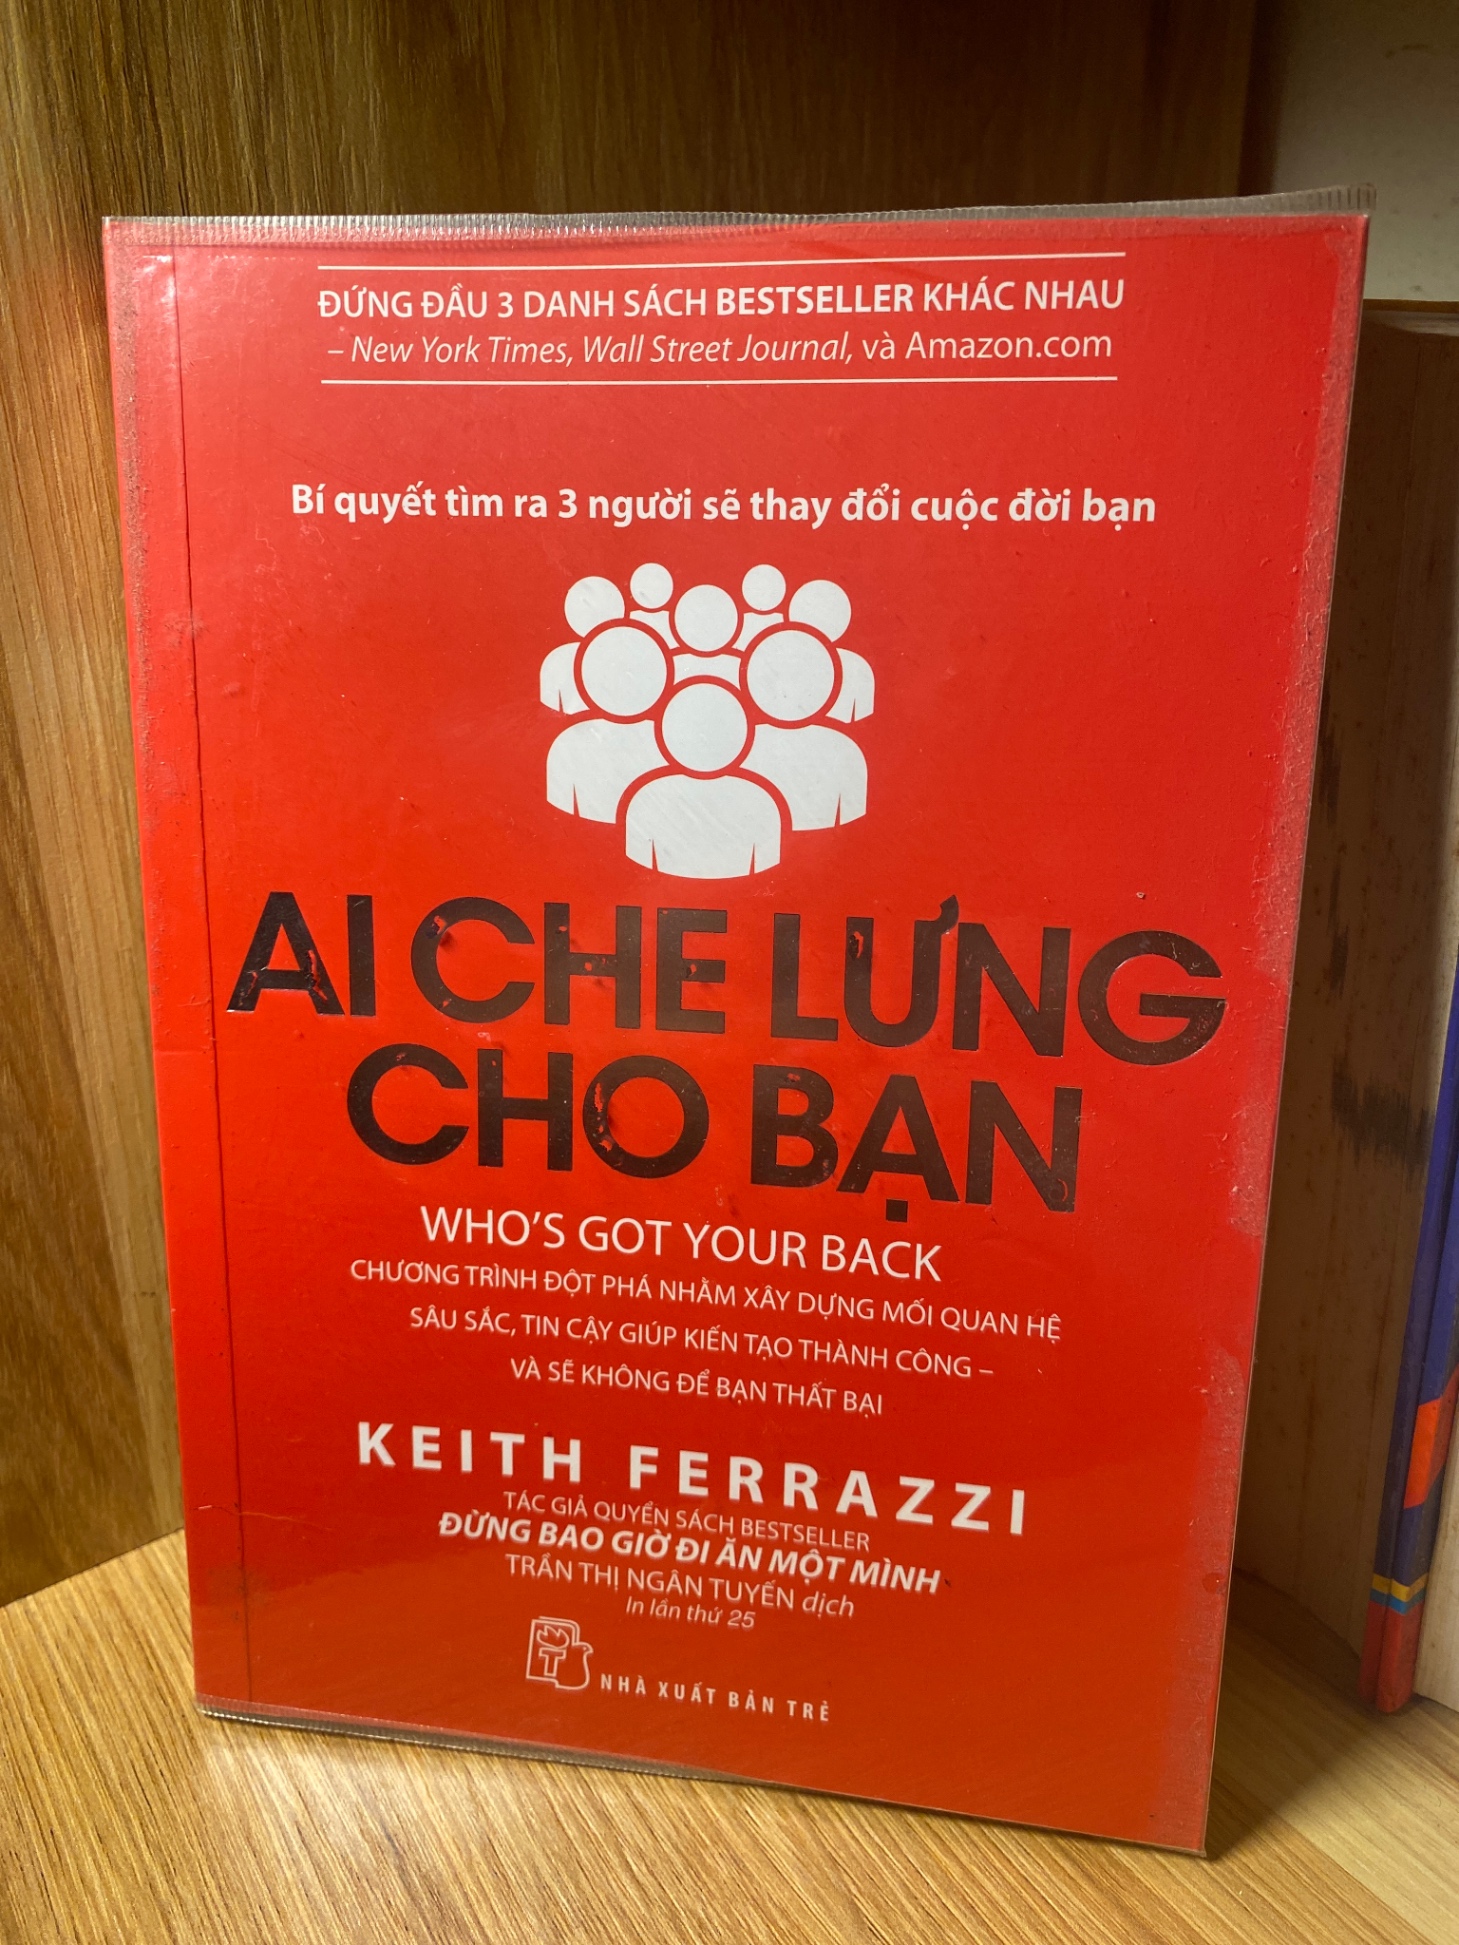 ĐỨNG ĐẦU 3 DANH SÁCH BESTSELLER KHÁC NHAU
– New York Times, Wall Street Journal, và Amazon.com
Bí quyết tìm ra 3 người sẽ thay đổi cuộc đời bạn
AI CHE LƯNG
CHO BẠN
WHO'S GOT YOUR BACK
CHƯƠNG TRÌNH ĐỘT PHÁ NHẰM XÂY DỰNG MỐI QUAN HỆ
SÂU SẮC, TIN CẬY GIÚP KIẾN TẠO THÀNH CÔNG –
VÀ SẼ KHÔNG ĐỂ BẠN THẤT BẠI
KEITH FERRAZZI
TÁC GIẢ QUYỂN SÁCH BESTSELLER
ĐỪNG BAO GIỜ ĐI ĂN MỘT MÌNH
TRẦN THỊ NGÂN TUYẾN dịch
In lần thứ 25
T
NHÀ XUẤT BẢN TRẺ